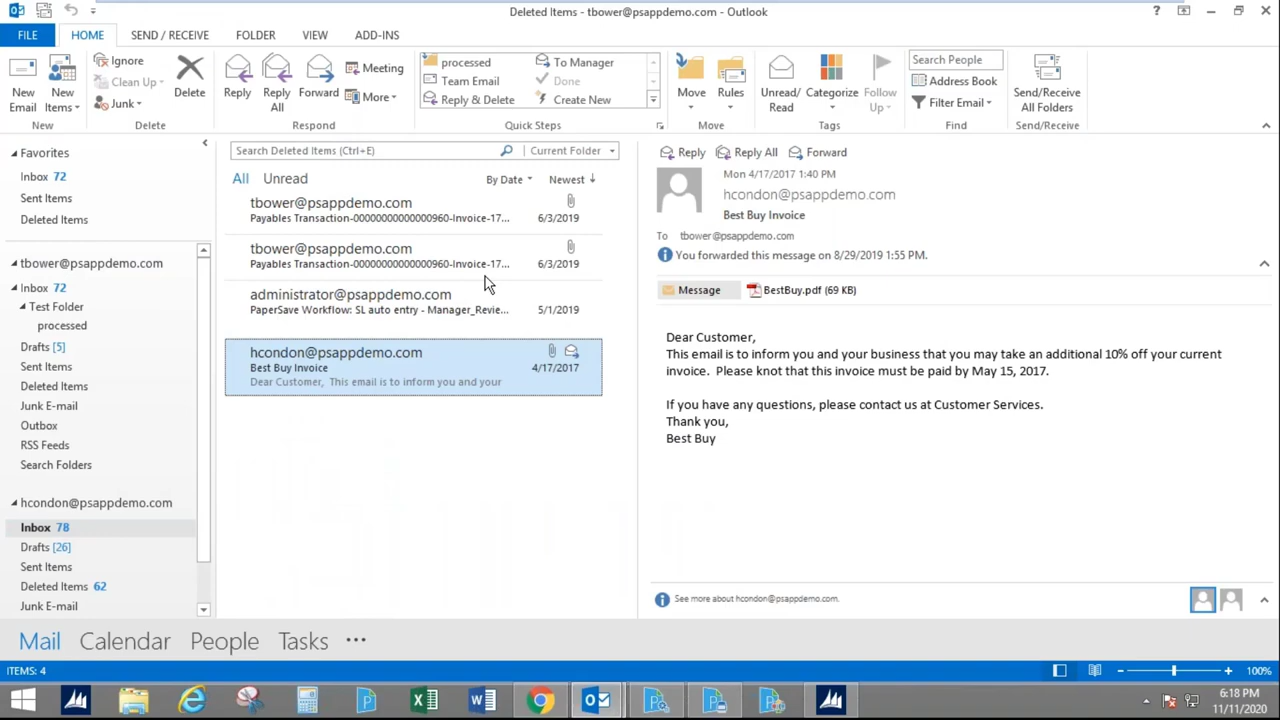 Deleted Items - tbower@psappdemo.com - Outlook
?
FILE HOME SEND / RECEIVE FOLDER VIEW ADD-INS
New Email
New Items
New
Ignore
Clean Up
Junk
Delete
Delete
Reply
Reply All
Forward
Meeting
More
Respond
processed
Team Email
Reply & Delete
To Manager
Done
Create New
Quick Steps
Move
Rules
Move
Unread/ Read
Categorize
Follow Up
Tags
Search People
Address Book
Filter Email
Find
Send/Receive All Folders
Send/Receive
Favorites
Inbox 72
Sent Items
Deleted Items
tbower@psappdemo.com
Inbox 72
Test Folder
processed
Drafts [5]
Sent Items
Deleted Items
Junk E-mail
Outbox
RSS Feeds
Search Folders
hcondon@psappdemo.com
Inbox 78
Drafts [26]
Sent Items
Deleted Items 62
Junk E-mail
Search Deleted Items (Ctrl+E) Current Folder
All Unread By Date Newest
tbower@psappdemo.com
Payables Transaction-00000000000000960-Invoice-17... 6/3/2019
tbower@psappdemo.com
Payables Transaction-00000000000000960-Invoice-17... 6/3/2019
administrator@psappdemo.com
PaperSave Workflow: SL auto entry - Manager_Revie... 5/1/2019
hcondon@psappdemo.com
Best Buy Invoice 4/17/2017
Dear Customer, This email is to inform you and your
Reply Reply All Forward
Mon 4/17/2017 1:40 PM
hcondon@psappdemo.com
Best Buy Invoice
To tbower@psappdemo.com
You forwarded this message on 8/29/2019 1:55 PM.
Message BestBuy.pdf (69 KB)
Dear Customer,
This email is to inform you and your business that you may take an additional 10% off your current
invoice. Please knot that this invoice must be paid by May 15, 2017.
If you have any questions, please contact us at Customer Services.
Thank you,
Best Buy
See more about hcondon@psappdemo.com.
Mail Calendar People Tasks ...
ITEMS: 4 100%
6:18 PM
11/11/2020